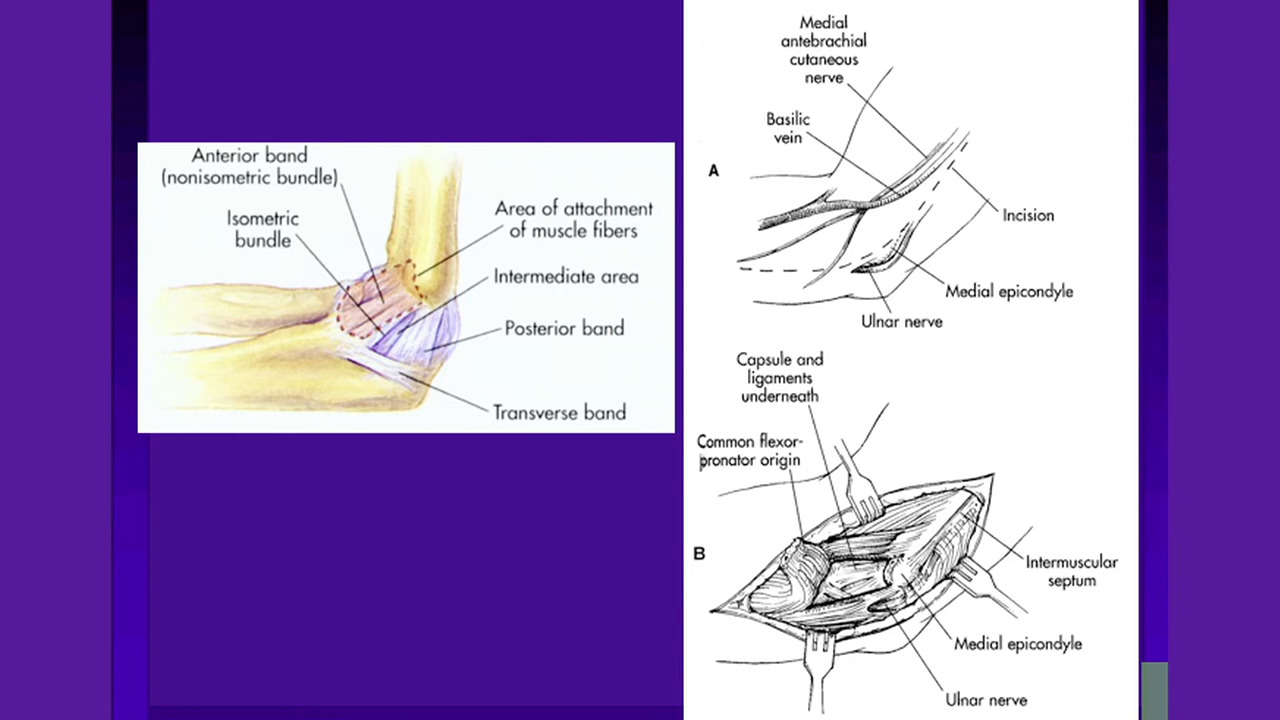 Anterior band
(nonisometric bundle)
Isometric
bundle
Area of attachment
of muscle fibers
Intermediate area
Posterior band
Transverse band
Medial
antebrachial
cutaneous
nerve
Basilic
vein
A
Incision
Medial epicondyle
Ulnar nerve
Capsule and
ligaments
underneath
Common flexor-
pronator origin
B
Intermuscular
septum
Medial epicondyle
Ulnar nerve